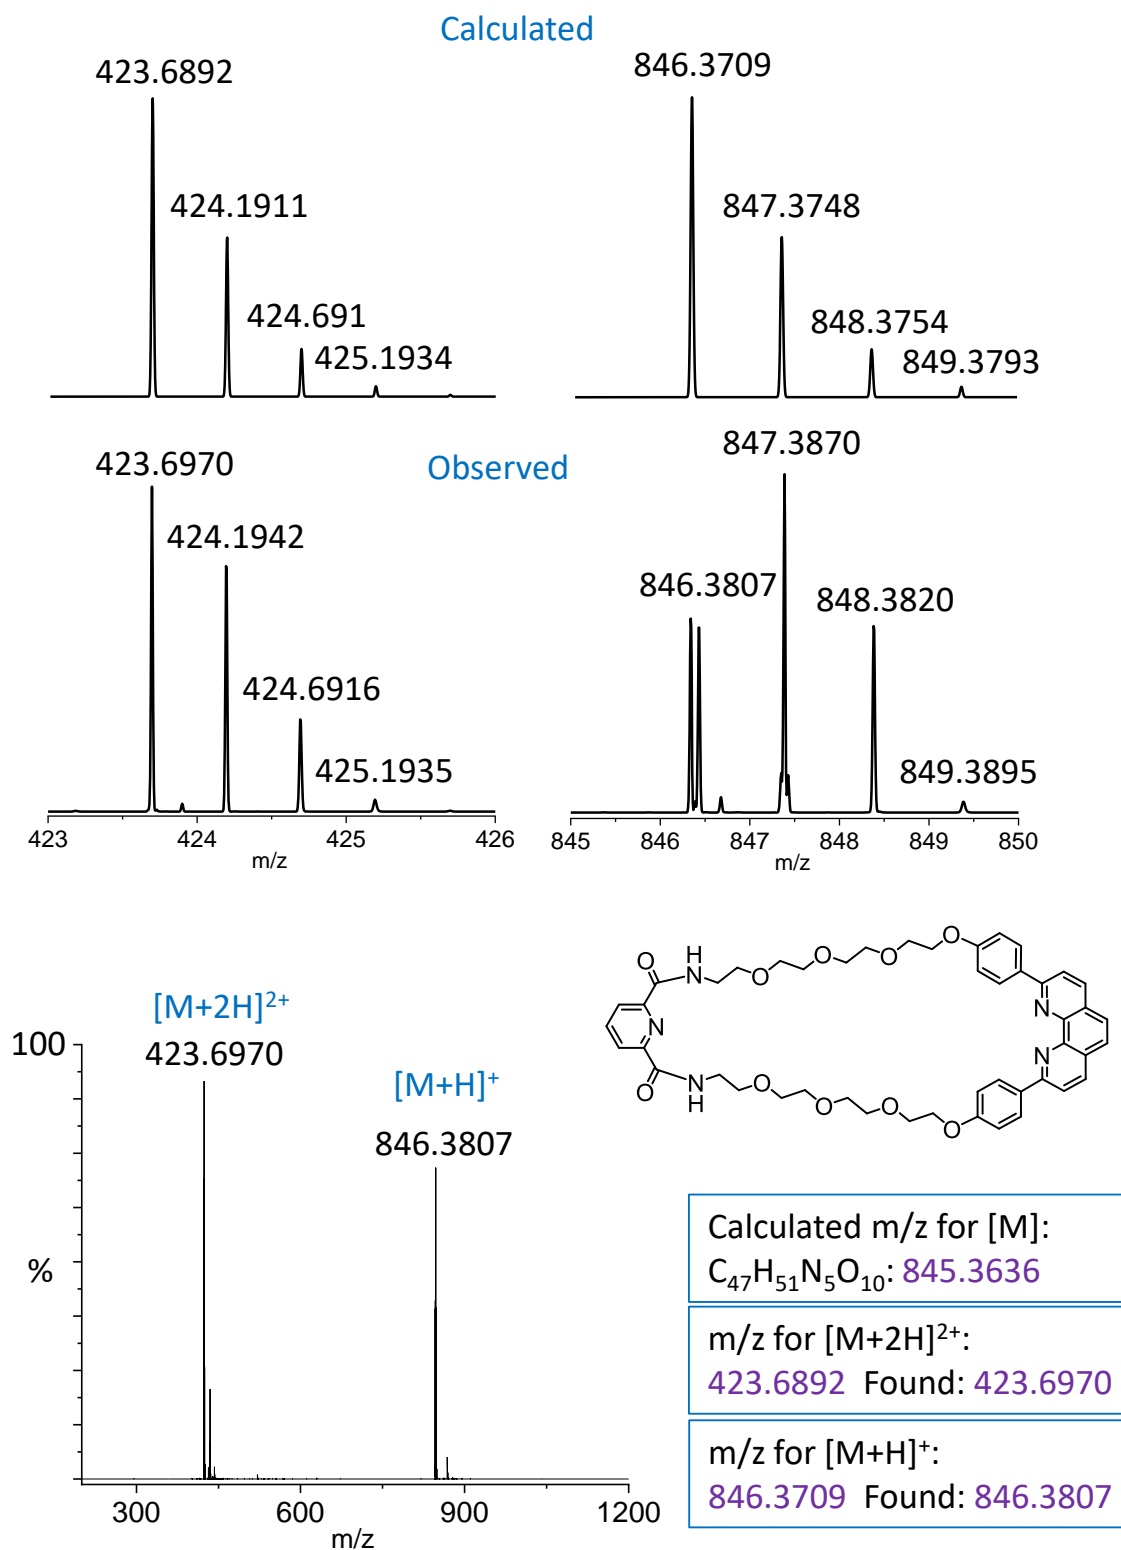 Calculated
423.6892
424.1911
424.691
425.1934
846.3709
847.3748
848.3754
849.3793
Observed
423.6970
424.1942
424.6916
425.1935
423 424 425 426
m/z
847.3870
846.3807
848.3820
849.3895
845 846 847 848 849 850
m/z
[M+2H]²⁺
423.6970
[M+H]⁺
846.3807
100
%
300 600 900 1200
m/z
O
N
H
O
O
O
O
N
N
N
O
N
H
O
O
O
O
Calculated m/z for [M]:
C₄₇H₅₁N₅O₁₀: 845.3636
m/z for [M+2H]²⁺:
423.6892 Found: 423.6970
m/z for [M+H]⁺:
846.3709 Found: 846.3807